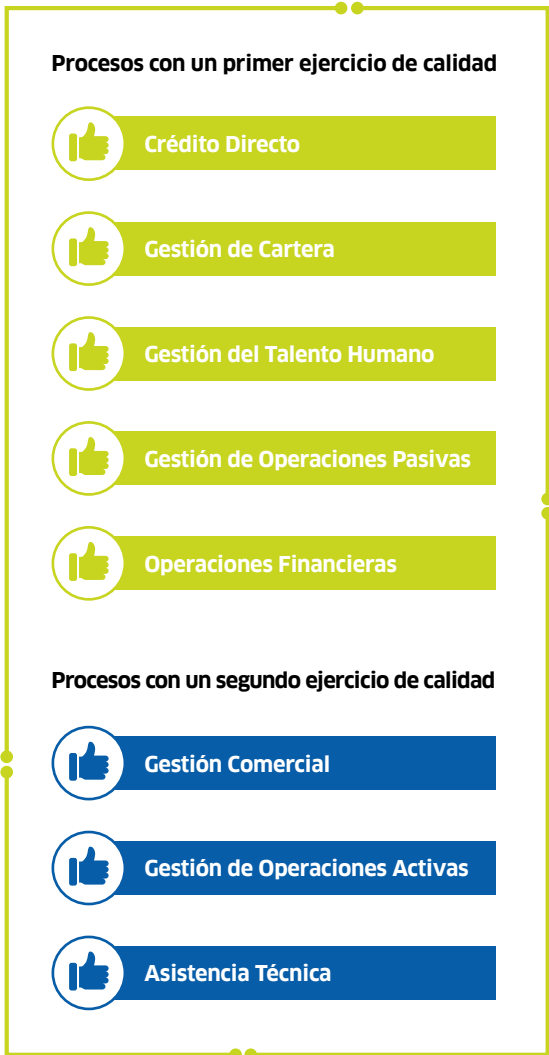 Procesos con un primer ejercicio de calidad
Crédito Directo
Gestión de Cartera
Gestión del Talento Humano
Gestión de Operaciones Pasivas
Operaciones Financieras
Procesos con un segundo ejercicio de calidad
Gestión Comercial
Gestión de Operaciones Activas
Asistencia Técnica